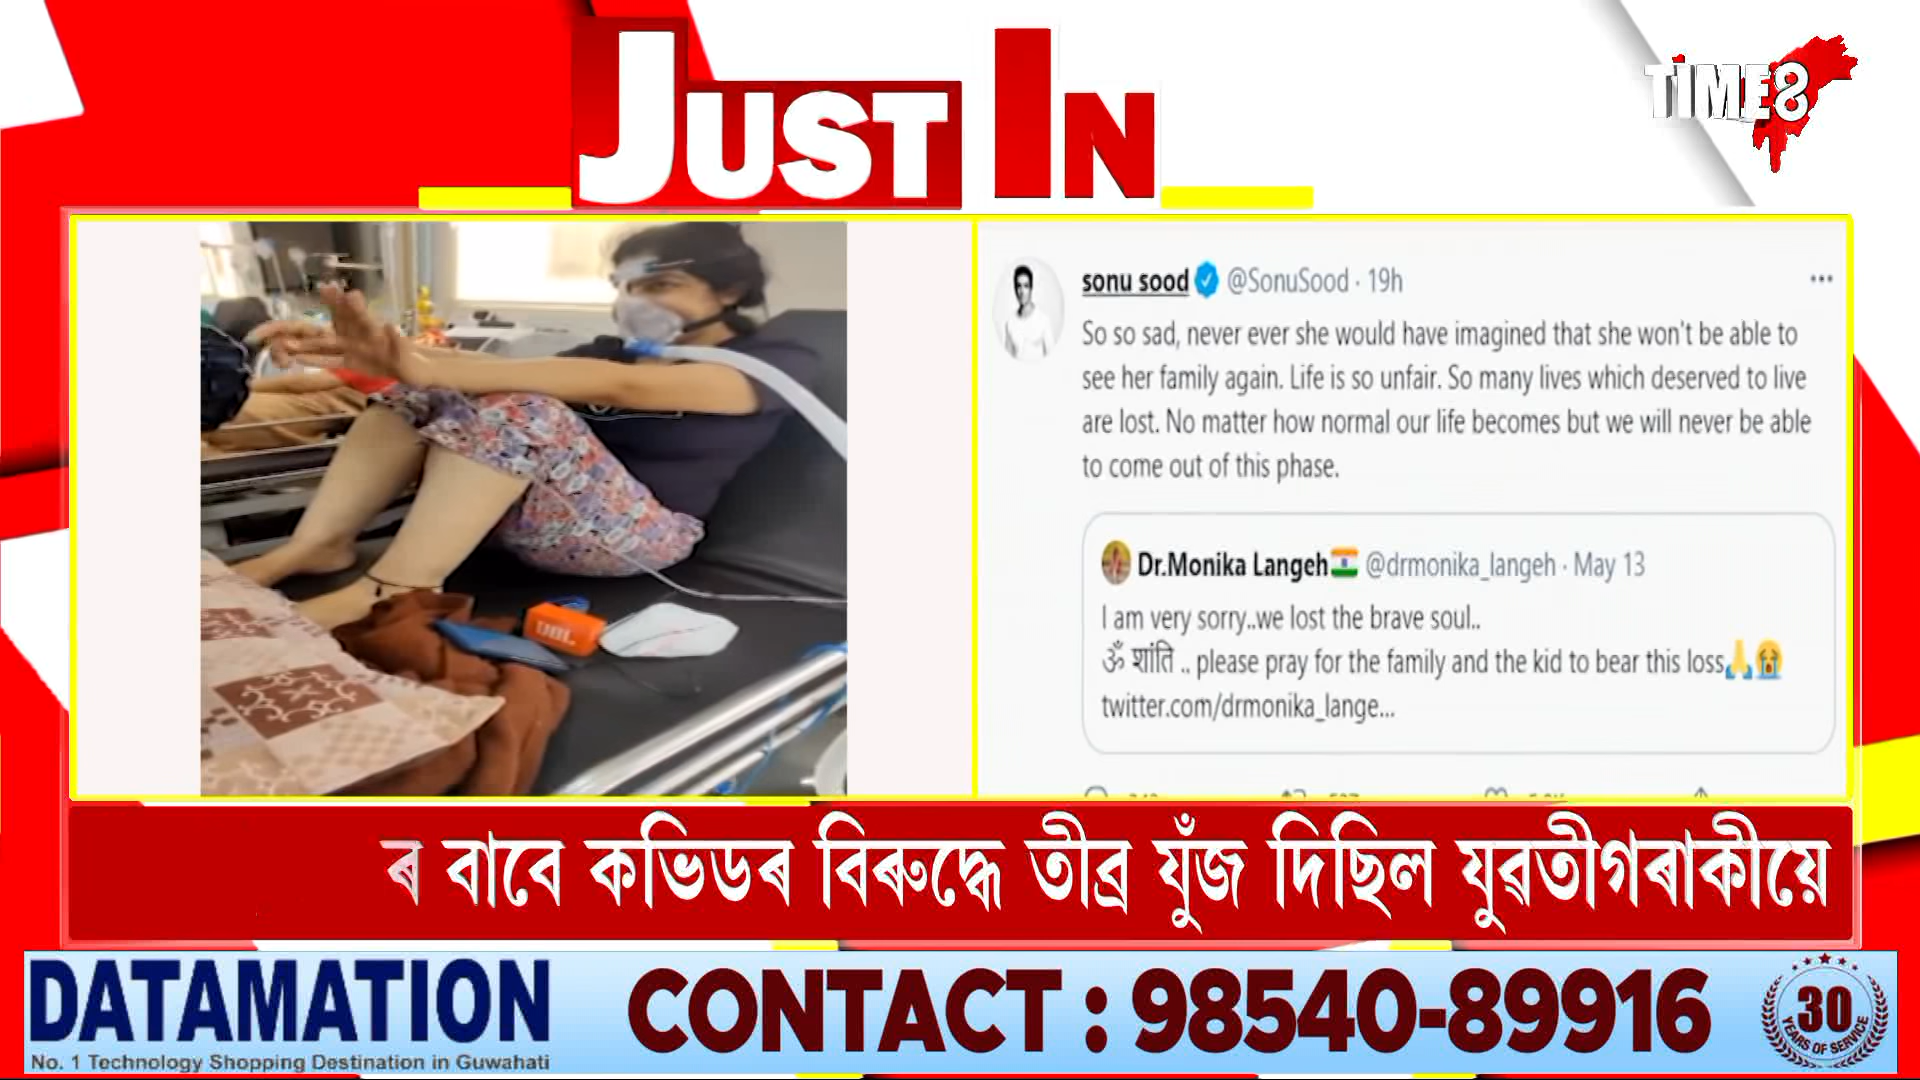 JUST IN
TIME8
sonu sood @SonuSood · 19h
So so sad, never ever she would have imagined that she won't be able to
see her family again. Life is so unfair. So many lives which deserved to live
are lost. No matter how normal our life becomes but we will never be able
to come out of this phase.
Dr.Monika Langeh🇮🇳 @drmonika_langeh · May 13
I am very sorry..we lost the brave soul..
ॐ शांति .. please pray for the family and the kid to bear this loss🙏😭
twitter.com/drmonika_lange...
JBL
ৰ বাবে কভিডৰ বিৰুদ্ধে তীব্ৰ যুঁজ দিছিল যুৱতীগৰাকীয়ে
DATAMATION
No. 1 Technology Shopping Destination in Guwahati
CONTACT : 98540-89916
30
YEARS OF SERVICE